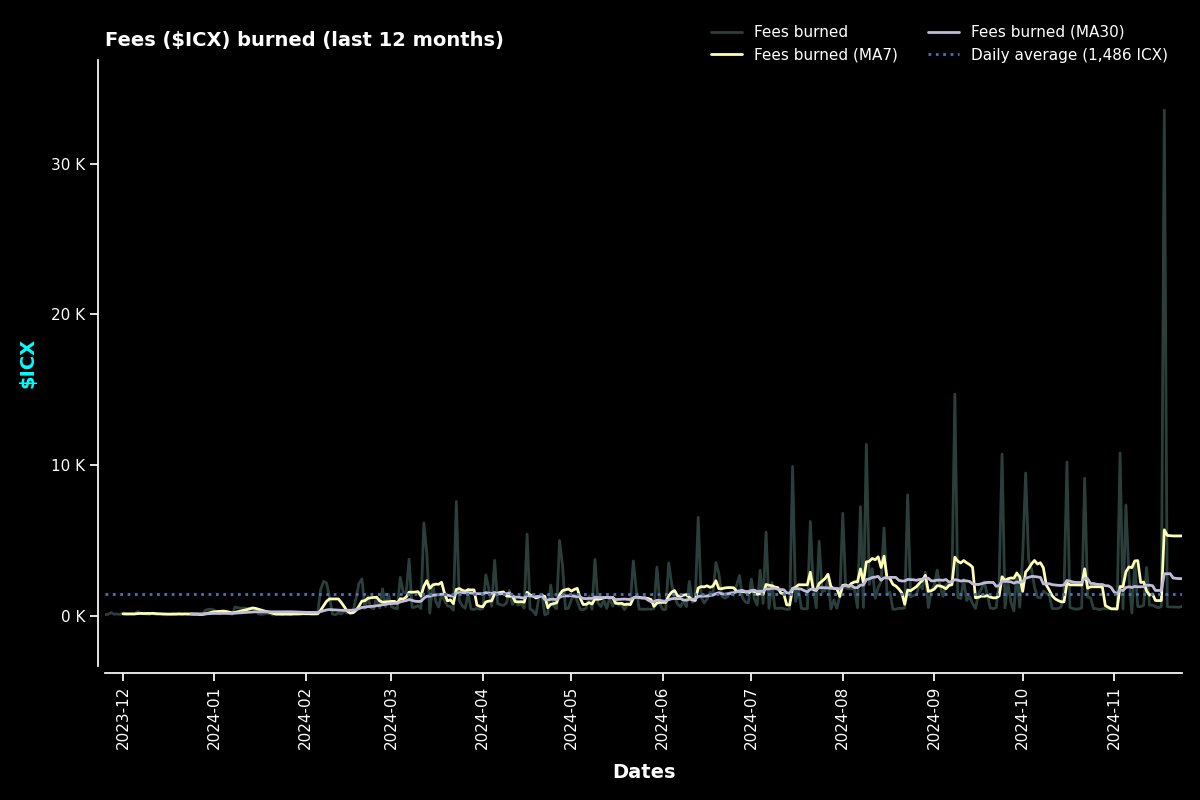 Fees ($ICX) burned (last 12 months)
Fees burned
Fees burned (MA7)
Fees burned (MA30)
Daily average (1,486 ICX)
$ICX
30 K
20 K
10 K
0 K
2023-12
2024-01
2024-02
2024-03
2024-04
2024-05
2024-06
2024-07
2024-08
2024-09
2024-10
2024-11
Dates